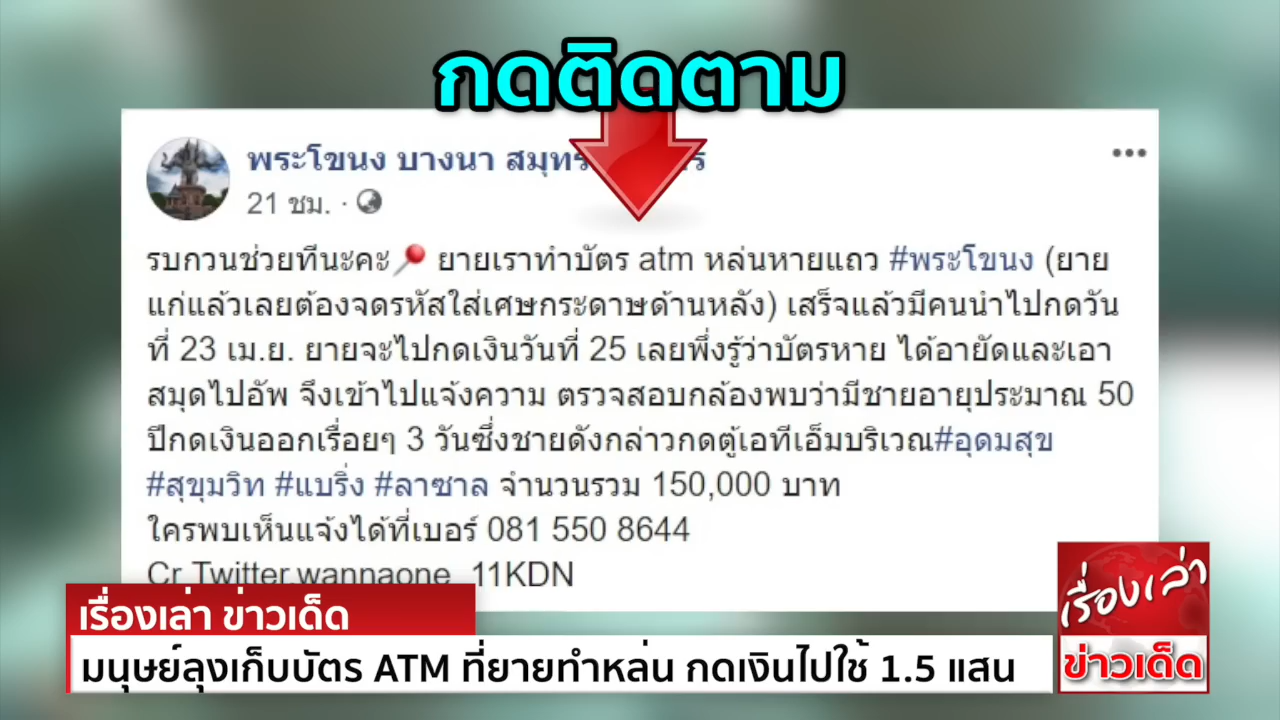 กดติดตาม
พระโขนง บางนา
21 ชม. ·
รบกวนช่วยทีนะคะ📍 ยายเราทำบัตร atm หล่นหายแถว #พระโขนง (ยาย
แก่แล้วเลยต้องจดรหัสใส่เศษกระดาษด้านหลัง) เสร็จแล้วมีคนนำไปกดวัน
ที่ 23 เม.ย. ยายจะไปกดเงินวันที่ 25 เลยพึ่งรู้ว่าบัตรหาย ได้อายัดและเอา
สมุดไปอัพ จึงเข้าไปแจ้งความ ตรวจสอบกล้องพบว่ามีชายอายุประมาณ 50
ปีกดเงินออกเรื่อยๆ 3 วันซึ่งชายดังกล่าวกดตู้เอทีเอ็มบริเวณ#อุดมสุข
#สุขุมวิท #แบริ่ง #ลาซาล จำนวนรวม 150,000 บาท
ใครพบเห็นแจ้งได้ที่เบอร์ 081 550 8644
Cr.Twitter.wannaone_11KDN
เรื่องเล่า ข่าวเด็ด
มนุษย์ลุงเก็บบัตร ATM ที่ยายทำหล่น กดเงินไปใช้ 1.5 แสน
เรื่องเล่า
ข่าวเด็ด